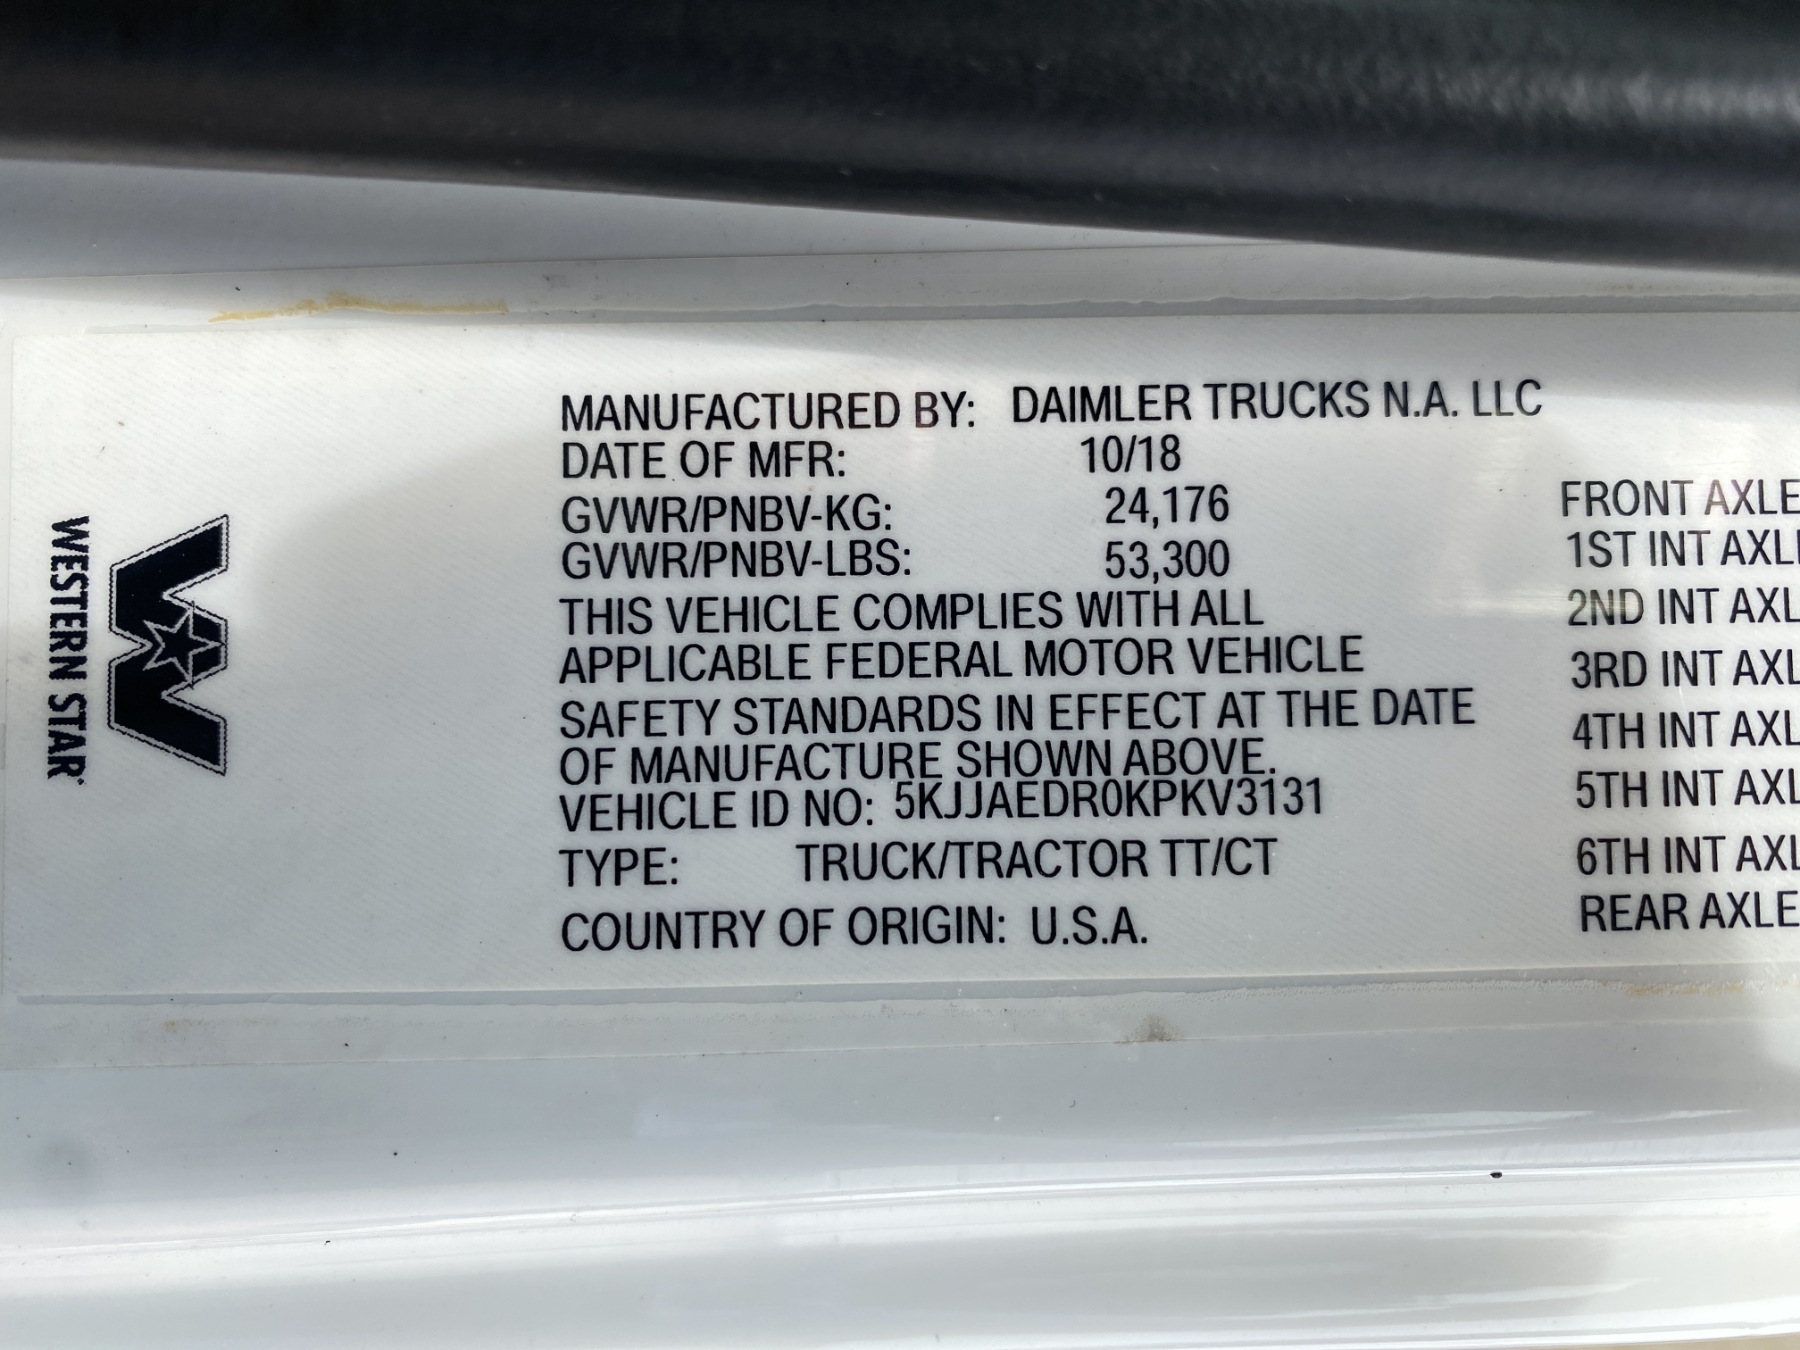 WESTERN STAR
MANUFACTURED BY: DAIMLER TRUCKS N.A. LLC
DATE OF MFR: 10/18
GVWR/PNBV-KG: 24,176
GVWR/PNBV-LBS: 53,300
THIS VEHICLE COMPLIES WITH ALL
APPLICABLE FEDERAL MOTOR VEHICLE
SAFETY STANDARDS IN EFFECT AT THE DATE
OF MANUFACTURE SHOWN ABOVE.
VEHICLE ID NO: 5KJJAEDR0KPKV3131
TYPE: TRUCK/TRACTOR TT/CT
COUNTRY OF ORIGIN: U.S.A.
FRONT AXLE
1ST INT AXL
2ND INT AXL
3RD INT AXL
4TH INT AXL
5TH INT AXL
6TH INT AXL
REAR AXLE